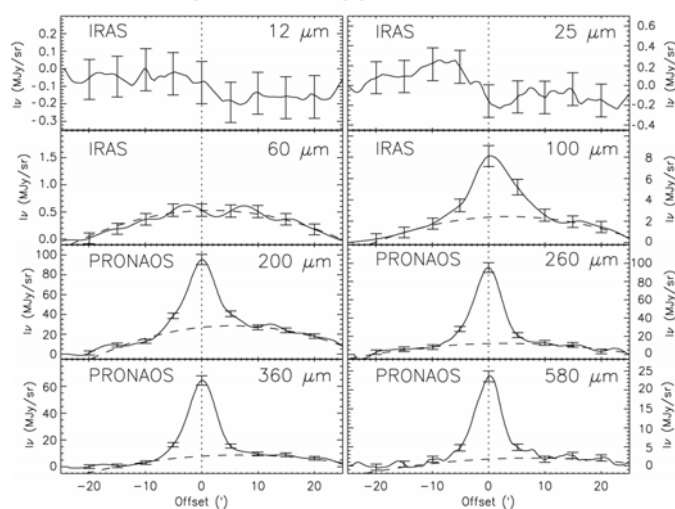 IRAS 12 μm
IRAS 25 μm
0.2
0.1
0.0
-0.1
-0.2
-0.3
Iν (MJy/sr)
0.6
0.4
0.2
0.0
-0.2
-0.4
Iν (MJy/sr)
IRAS 60 μm
IRAS 100 μm
1.5
1.0
0.5
0.0
Iν (MJy/sr)
8
6
4
2
0
Iν (MJy/sr)
PRONAOS 200 μm
PRONAOS 260 μm
100
80
60
40
20
0
Iν (MJy/sr)
100
80
60
40
20
0
Iν (MJy/sr)
PRONAOS 360 μm
PRONAOS 580 μm
60
40
20
0
Iν (MJy/sr)
25
20
15
10
5
0
Iν (MJy/sr)
-20 -10 0 10 20
-20 -10 0 10 20
Offset (')
Offset (')